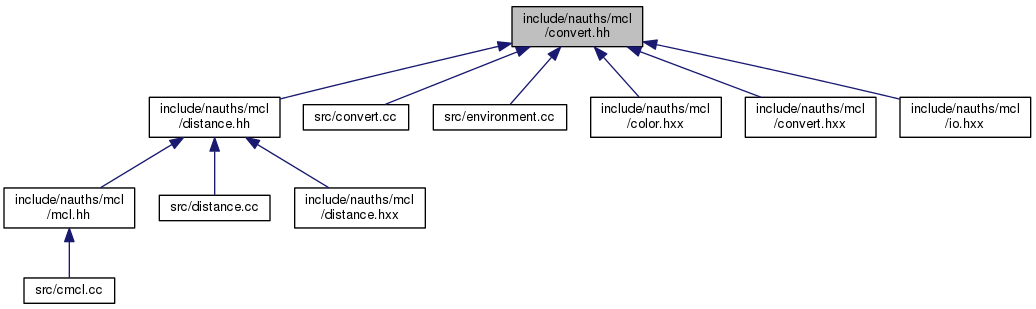 include/nauths/mcl
/convert.hh
include/nauths/mcl
/distance.hh
src/convert.cc
src/environment.cc
include/nauths/mcl
/color.hxx
include/nauths/mcl
/convert.hxx
include/nauths/mcl
/io.hxx
include/nauths/mcl
/mcl.hh
src/distance.cc
include/nauths/mcl
/distance.hxx
src/cmcl.cc